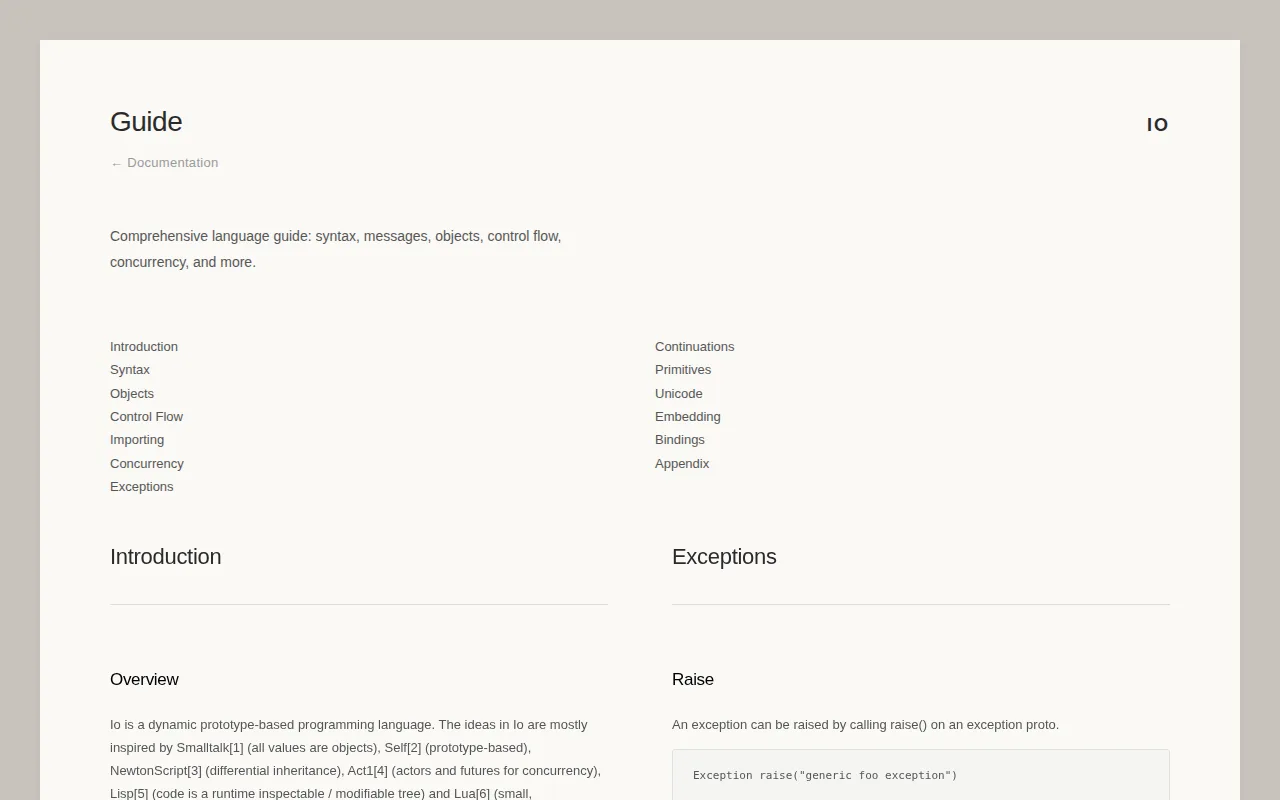 Guide
IO
← Documentation
Comprehensive language guide: syntax, messages, objects, control flow,
concurrency, and more.
Introduction
Syntax
Objects
Control Flow
Importing
Concurrency
Exceptions
Continuations
Primitives
Unicode
Embedding
Bindings
Appendix
Introduction
Overview
Io is a dynamic prototype-based programming language. The ideas in Io are mostly
inspired by Smalltalk[1] (all values are objects), Self[2] (prototype-based),
NewtonScript[3] (differential inheritance), Act1[4] (actors and futures for concurrency),
Lisp[5] (code is a runtime inspectable / modifiable tree) and Lua[6] (small,
Exceptions
Raise
An exception can be raised by calling raise() on an exception proto.
Exception raise("generic foo exception")